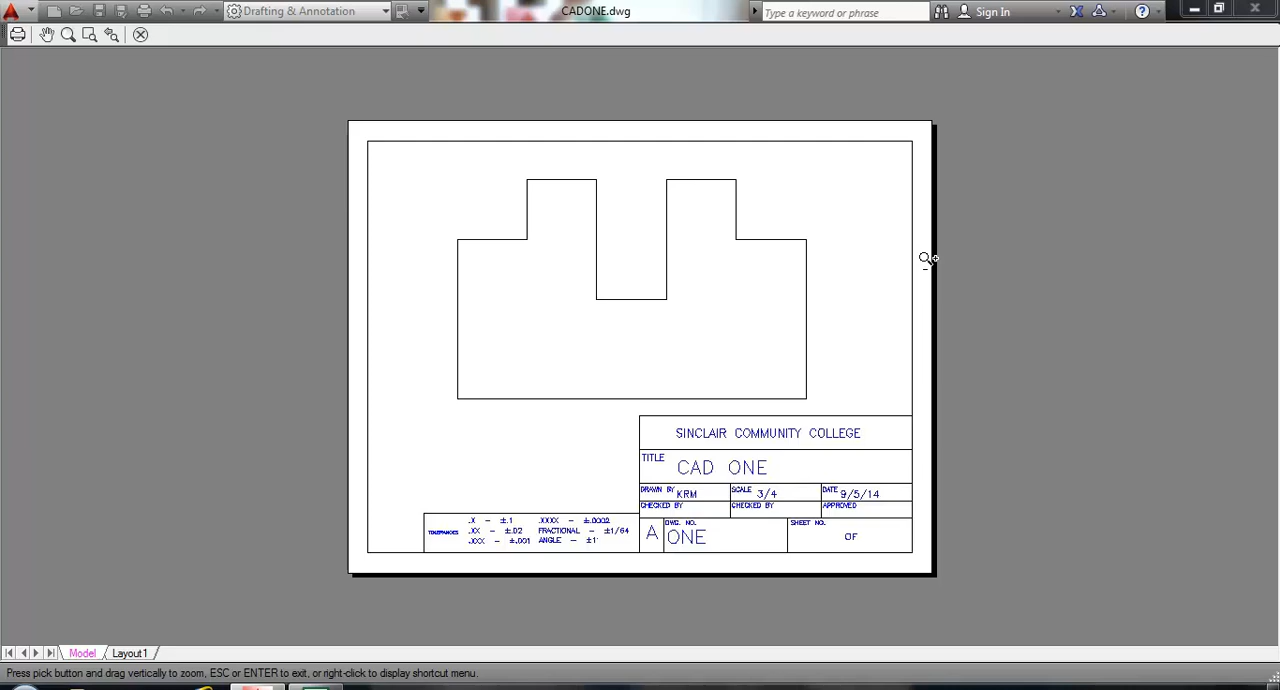 Drafting & Annotation
CADONE.dwg
Type a keyword or phrase
Sign In
SINCLAIR COMMUNITY COLLEGE
TITLE CAD ONE
DRAWN BY KRM SCALE 3/4 DATE 9/5/14
CHECKED BY CHECKED BY APPROVED
A DWG. NO. ONE SHEET NO. OF
TOLERANCES
.X - ±.1 .XXXX - ±.0002
.XX - ±.02 FRACTIONAL - ±1/64
.XXX - ±.001 ANGLE - ±1
Model Layout1
Press pick button and drag vertically to zoom, ESC or ENTER to exit, or right-click to display shortcut menu.